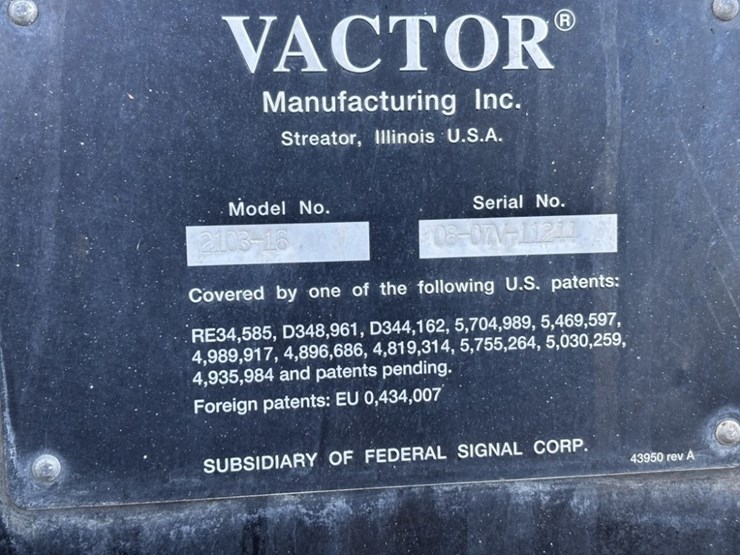 VACTOR®
Manufacturing Inc.
Streator, Illinois U.S.A.
Model No. Serial No.
2103-16 08-07V-11211
Covered by one of the following U.S. patents:
RE34,585, D348,961, D344,162, 5,704,989, 5,469,597,
4,989,917, 4,896,686, 4,819,314, 5,755,264, 5,030,259,
4,935,984 and patents pending.
Foreign patents: EU 0,434,007
SUBSIDIARY OF FEDERAL SIGNAL CORP.
43950 rev A